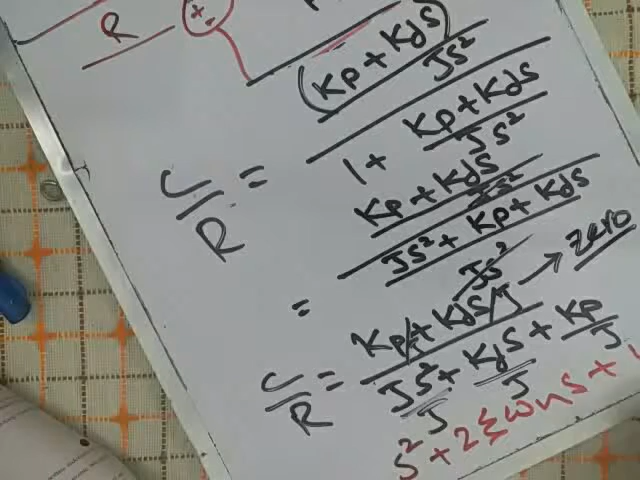 R
+ -
(Kp + Kds)
Js²
C/R = 1 + Kp + Kds
Js²
Kp + Kds
Js²
= Js² + Kp + Kds
Js²
→ zero
C/R = Kp/J + Kds/J
Js²/J + Kds/J + Kp/J
s² + 2ξωns +